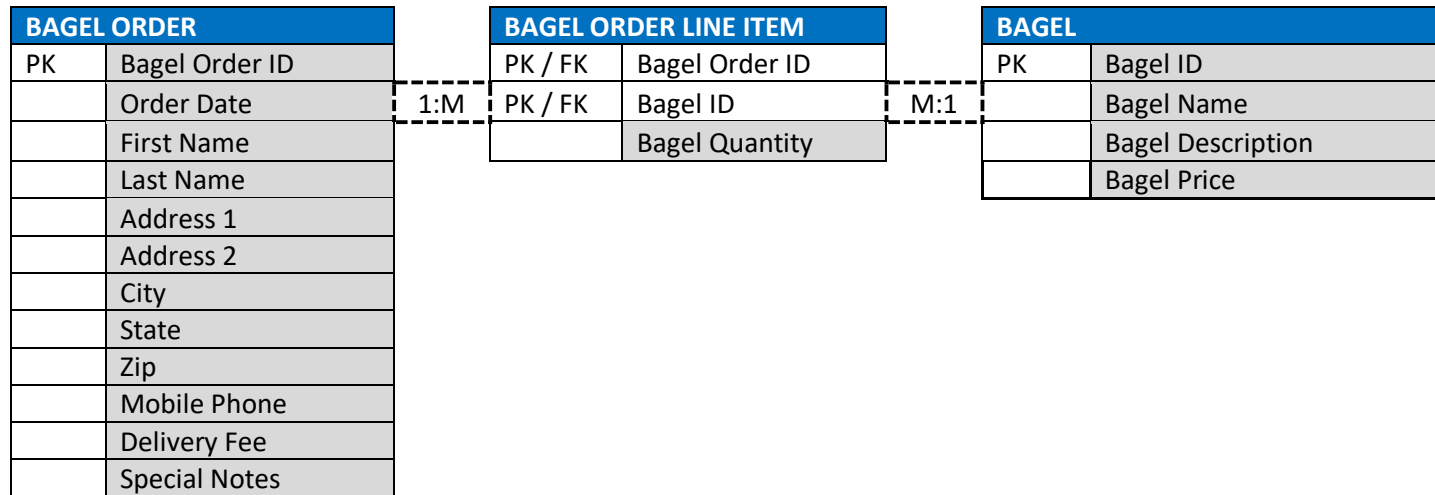 BAGEL ORDER BAGEL ORDER LINE ITEM BAGEL
PK Bagel Order ID PK / FK Bagel Order ID PK Bagel ID
Order Date 1:M PK / FK Bagel ID M:1 Bagel Name
First Name Bagel Quantity Bagel Description
Last Name Bagel Price
Address 1
Address 2
City
State
Zip
Mobile Phone
Delivery Fee
Special Notes